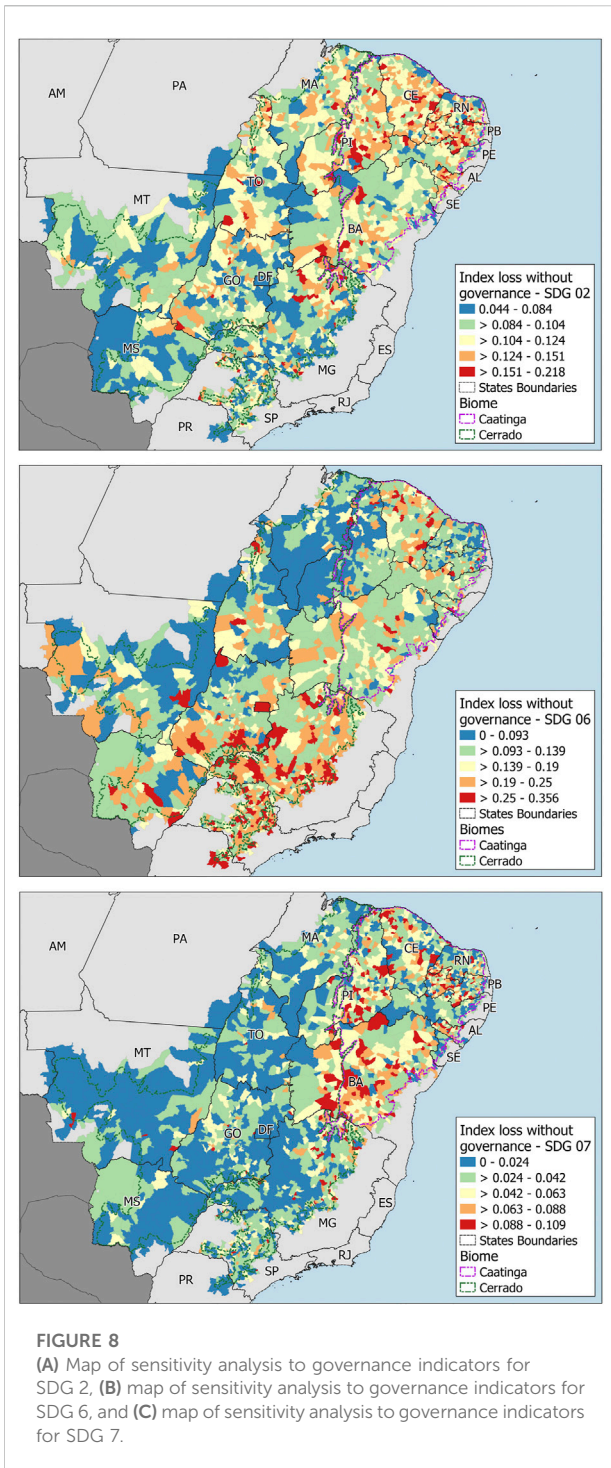 AM
PA
MA
CE
RN
PB
PI
PE
AL
TO
SE
MT
BA
GO
DF
MS
MG
ES
PR
SP
RJ
Index loss without
governance - SDG 02
0.044 - 0.084
> 0.084 - 0.104
> 0.104 - 0.124
> 0.124 - 0.151
> 0.151 - 0.218
States Boundaries
Biome
Caatinga
Cerrado
Index loss without
governance - SDG 06
0 - 0.093
> 0.093 - 0.139
> 0.139 - 0.19
> 0.19 - 0.25
> 0.25 - 0.356
States Boundaries
Biomes
Caatinga
Cerrado
AM
PA
MA
CE
RN
PB
PI
PE
AL
TO
SE
MT
BA
GO
DF
MS
MG
ES
PR
SP
RJ
Index loss without
governance - SDG 07
0 - 0.024
> 0.024 - 0.042
> 0.042 - 0.063
> 0.063 - 0.088
> 0.088 - 0.109
States Boundaries
Biome
Caatinga
Cerrado
FIGURE 8
(A) Map of sensitivity analysis to governance indicators for
SDG 2, (B) map of sensitivity analysis to governance indicators for
SDG 6, and (C) map of sensitivity analysis to governance indicators
for SDG 7.